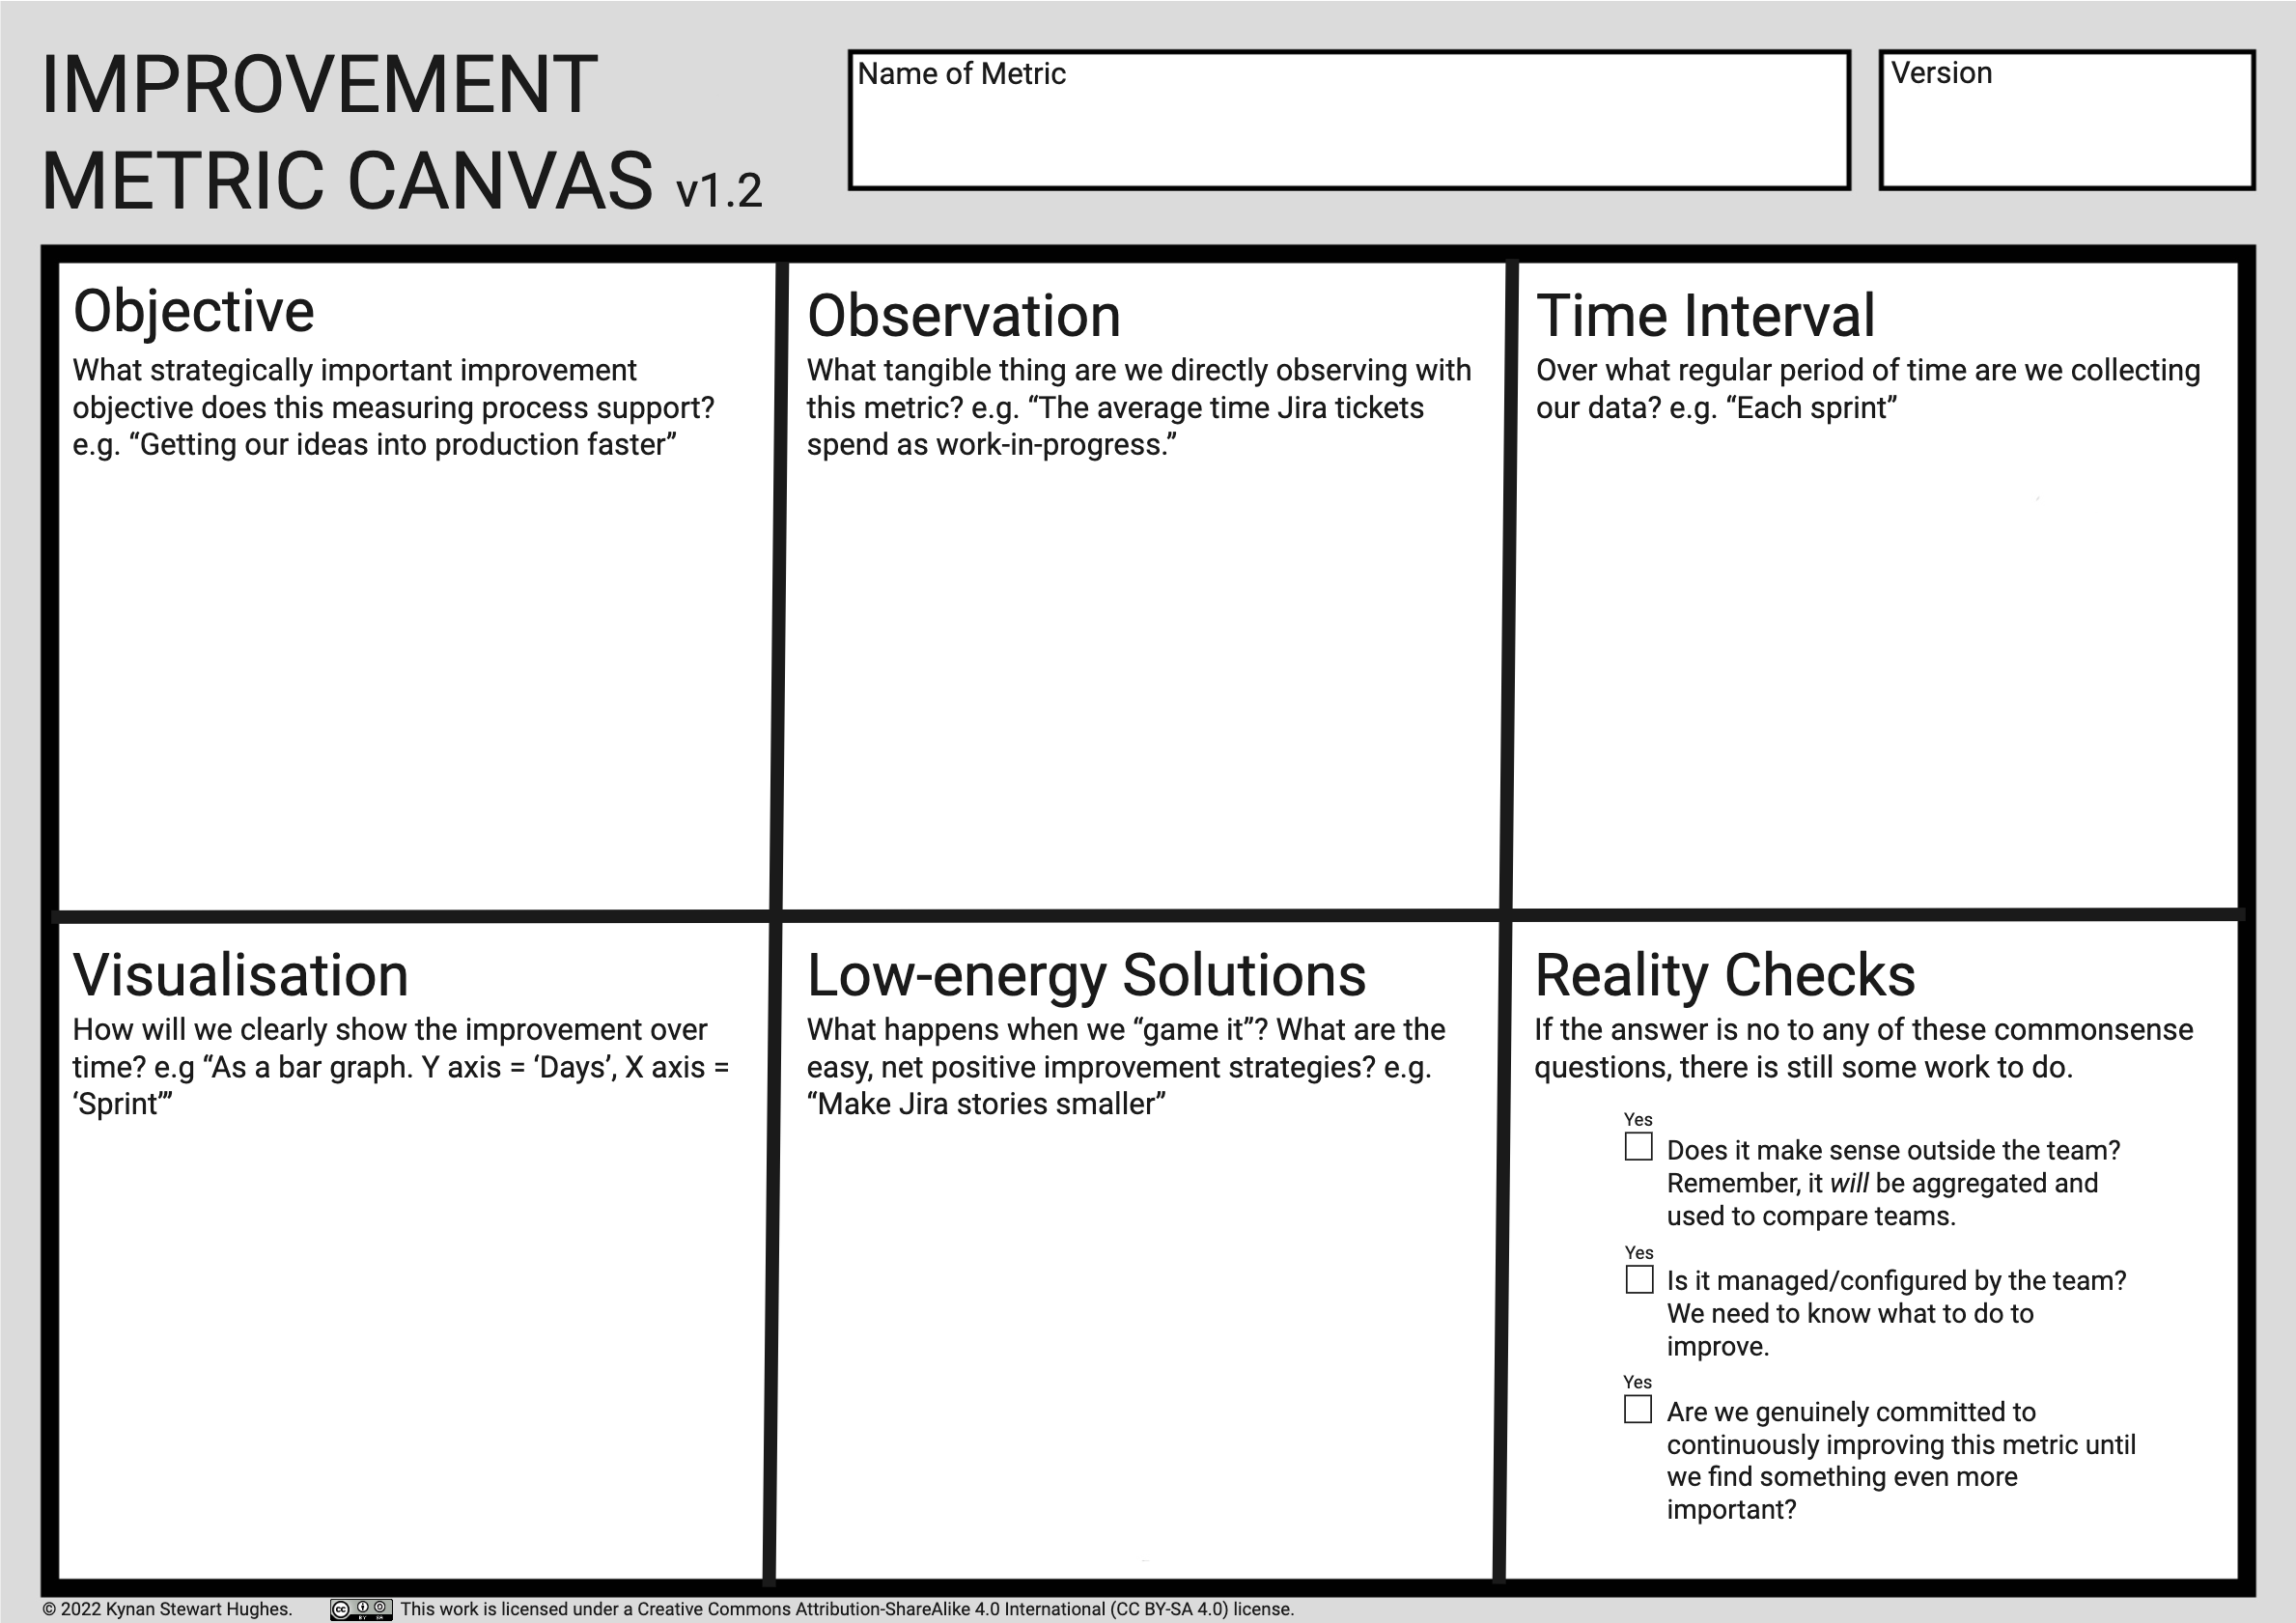 IMPROVEMENT
METRIC CANVAS v1.2
Name of Metric
Version
Objective
What strategically important improvement
objective does this measuring process support?
e.g. “Getting our ideas into production faster”
Observation
What tangible thing are we directly observing with
this metric? e.g. “The average time Jira tickets
spend as work-in-progress.”
Time Interval
Over what regular period of time are we collecting
our data? e.g. “Each sprint”
Visualisation
How will we clearly show the improvement over
time? e.g “As a bar graph. Y axis = ‘Days’, X axis =
‘Sprint’”
Low-energy Solutions
What happens when we “game it”? What are the
easy, net positive improvement strategies? e.g.
“Make Jira stories smaller”
Reality Checks
If the answer is no to any of these commonsense
questions, there is still some work to do.
Yes
Does it make sense outside the team?
Remember, it will be aggregated and
used to compare teams.
Yes
Is it managed/configured by the team?
We need to know what to do to
improve.
Yes
Are we genuinely committed to
continuously improving this metric until
we find something even more
important?
© 2022 Kynan Stewart Hughes. cc BY SA This work is licensed under a Creative Commons Attribution-ShareAlike 4.0 International (CC BY-SA 4.0) license.